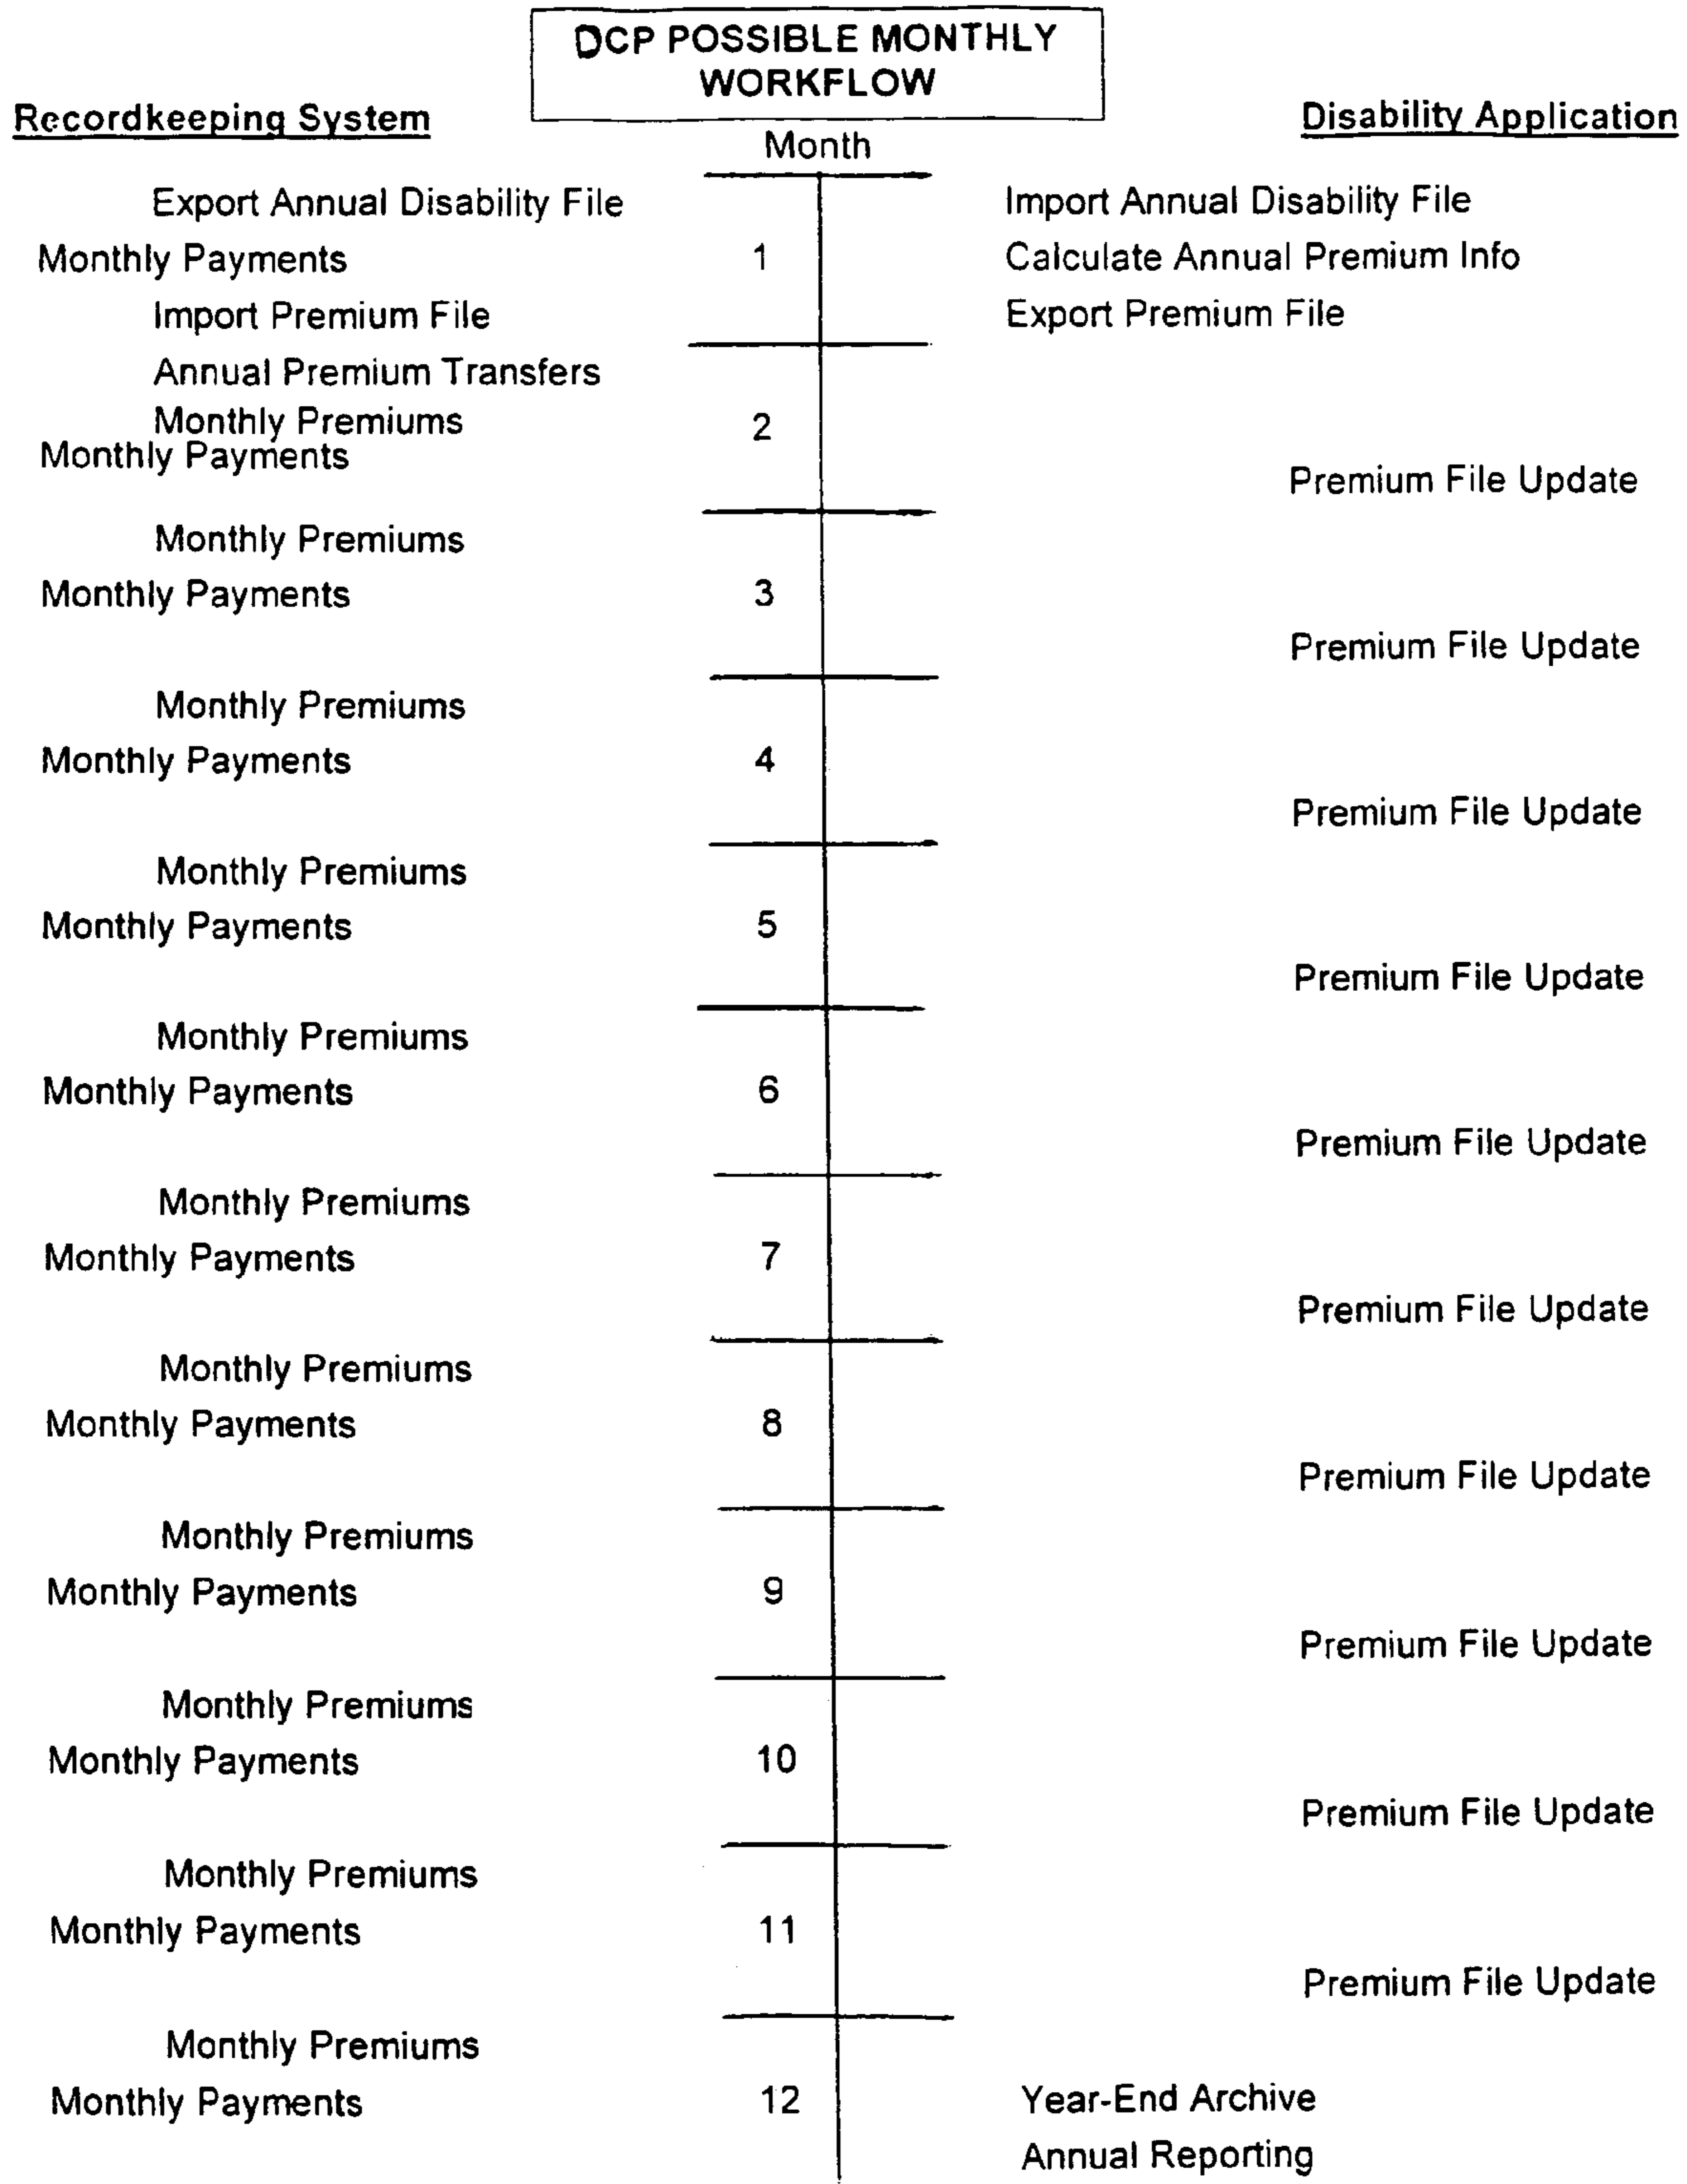 DCP POSSIBLE MONTHLY
WORKFLOW
Recordkeeping System
Disability Application
Month
Export Annual Disability File
Import Annual Disability File
Monthly Payments
1
Calculate Annual Premium Info
Import Premium File
Export Premium File
Annual Premium Transfers
Monthly Premiums
2
Monthly Payments
Premium File Update
Monthly Premiums
Monthly Payments
3
Premium File Update
Monthly Premiums
Monthly Payments
4
Premium File Update
Monthly Premiums
Monthly Payments
5
Premium File Update
Monthly Premiums
Monthly Payments
6
Premium File Update
Monthly Premiums
Monthly Payments
7
Premium File Update
Monthly Premiums
Monthly Payments
8
Premium File Update
Monthly Premiums
Monthly Payments
9
Premium File Update
Monthly Premiums
Monthly Payments
10
Premium File Update
Monthly Premiums
Monthly Payments
11
Premium File Update
Monthly Premiums
Monthly Payments
12
Year-End Archive
Annual Reporting